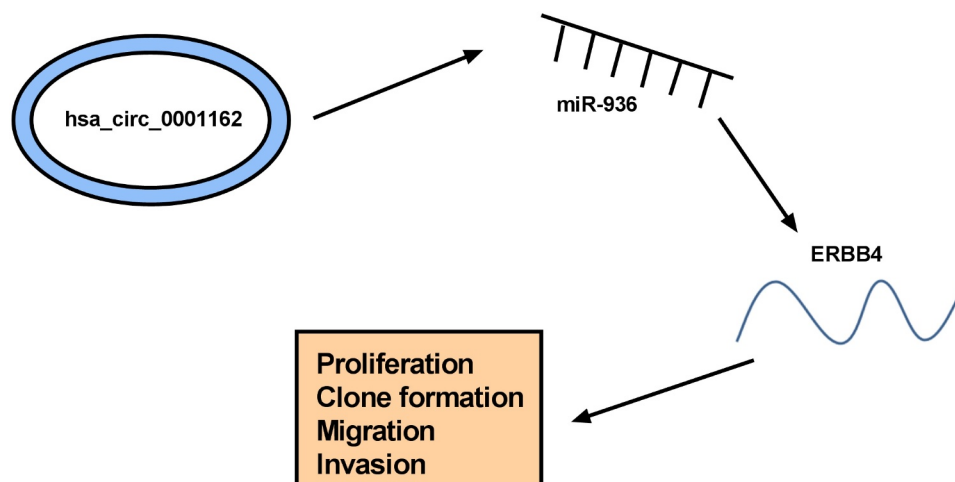 hsa_circ_0001162
miR-936
ERBB4
Proliferation
Clone formation
Migration
Invasion